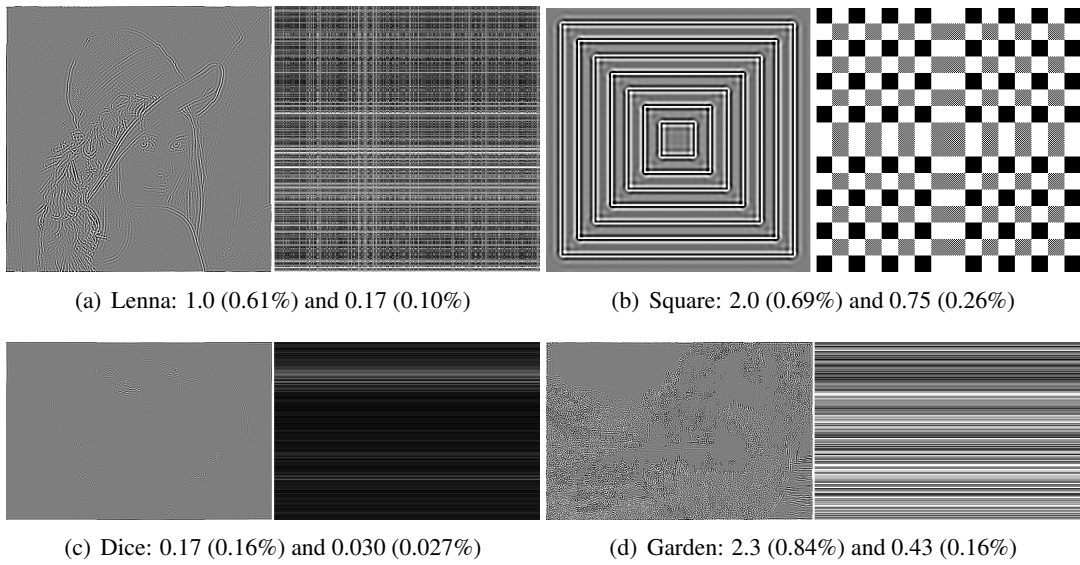 (a) Lenna: 1.0 (0.61%) and 0.17 (0.10%)
(b) Square: 2.0 (0.69%) and 0.75 (0.26%)
(c) Dice: 0.17 (0.16%) and 0.030 (0.027%)
(d) Garden: 2.3 (0.84%) and 0.43 (0.16%)